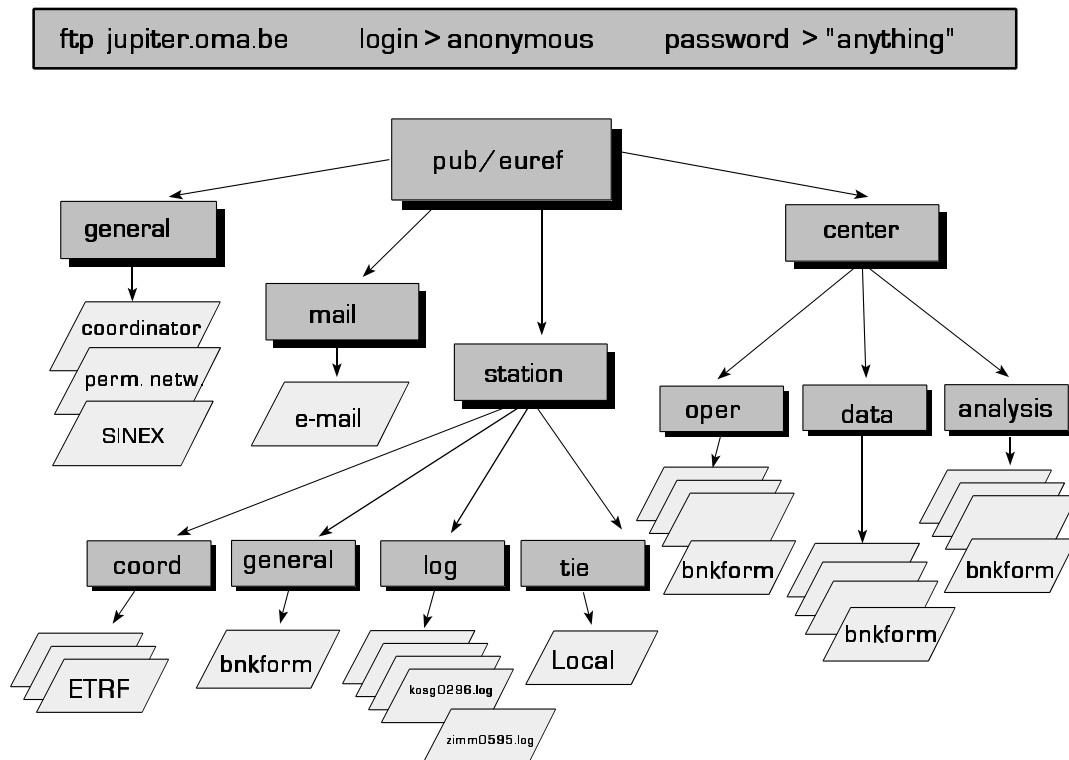 ftp jupiter.oma.be login > anonymous password > "anything"
pub/euref
general
center
mail
station
coordinator
perm. netw.
SINEX
e-mail
oper
data
analysis
coord
general
log
tie
bnkform
bnkform
bnkform
ETRF
bnkform
kosg0296.log
zimm0595.log
Local